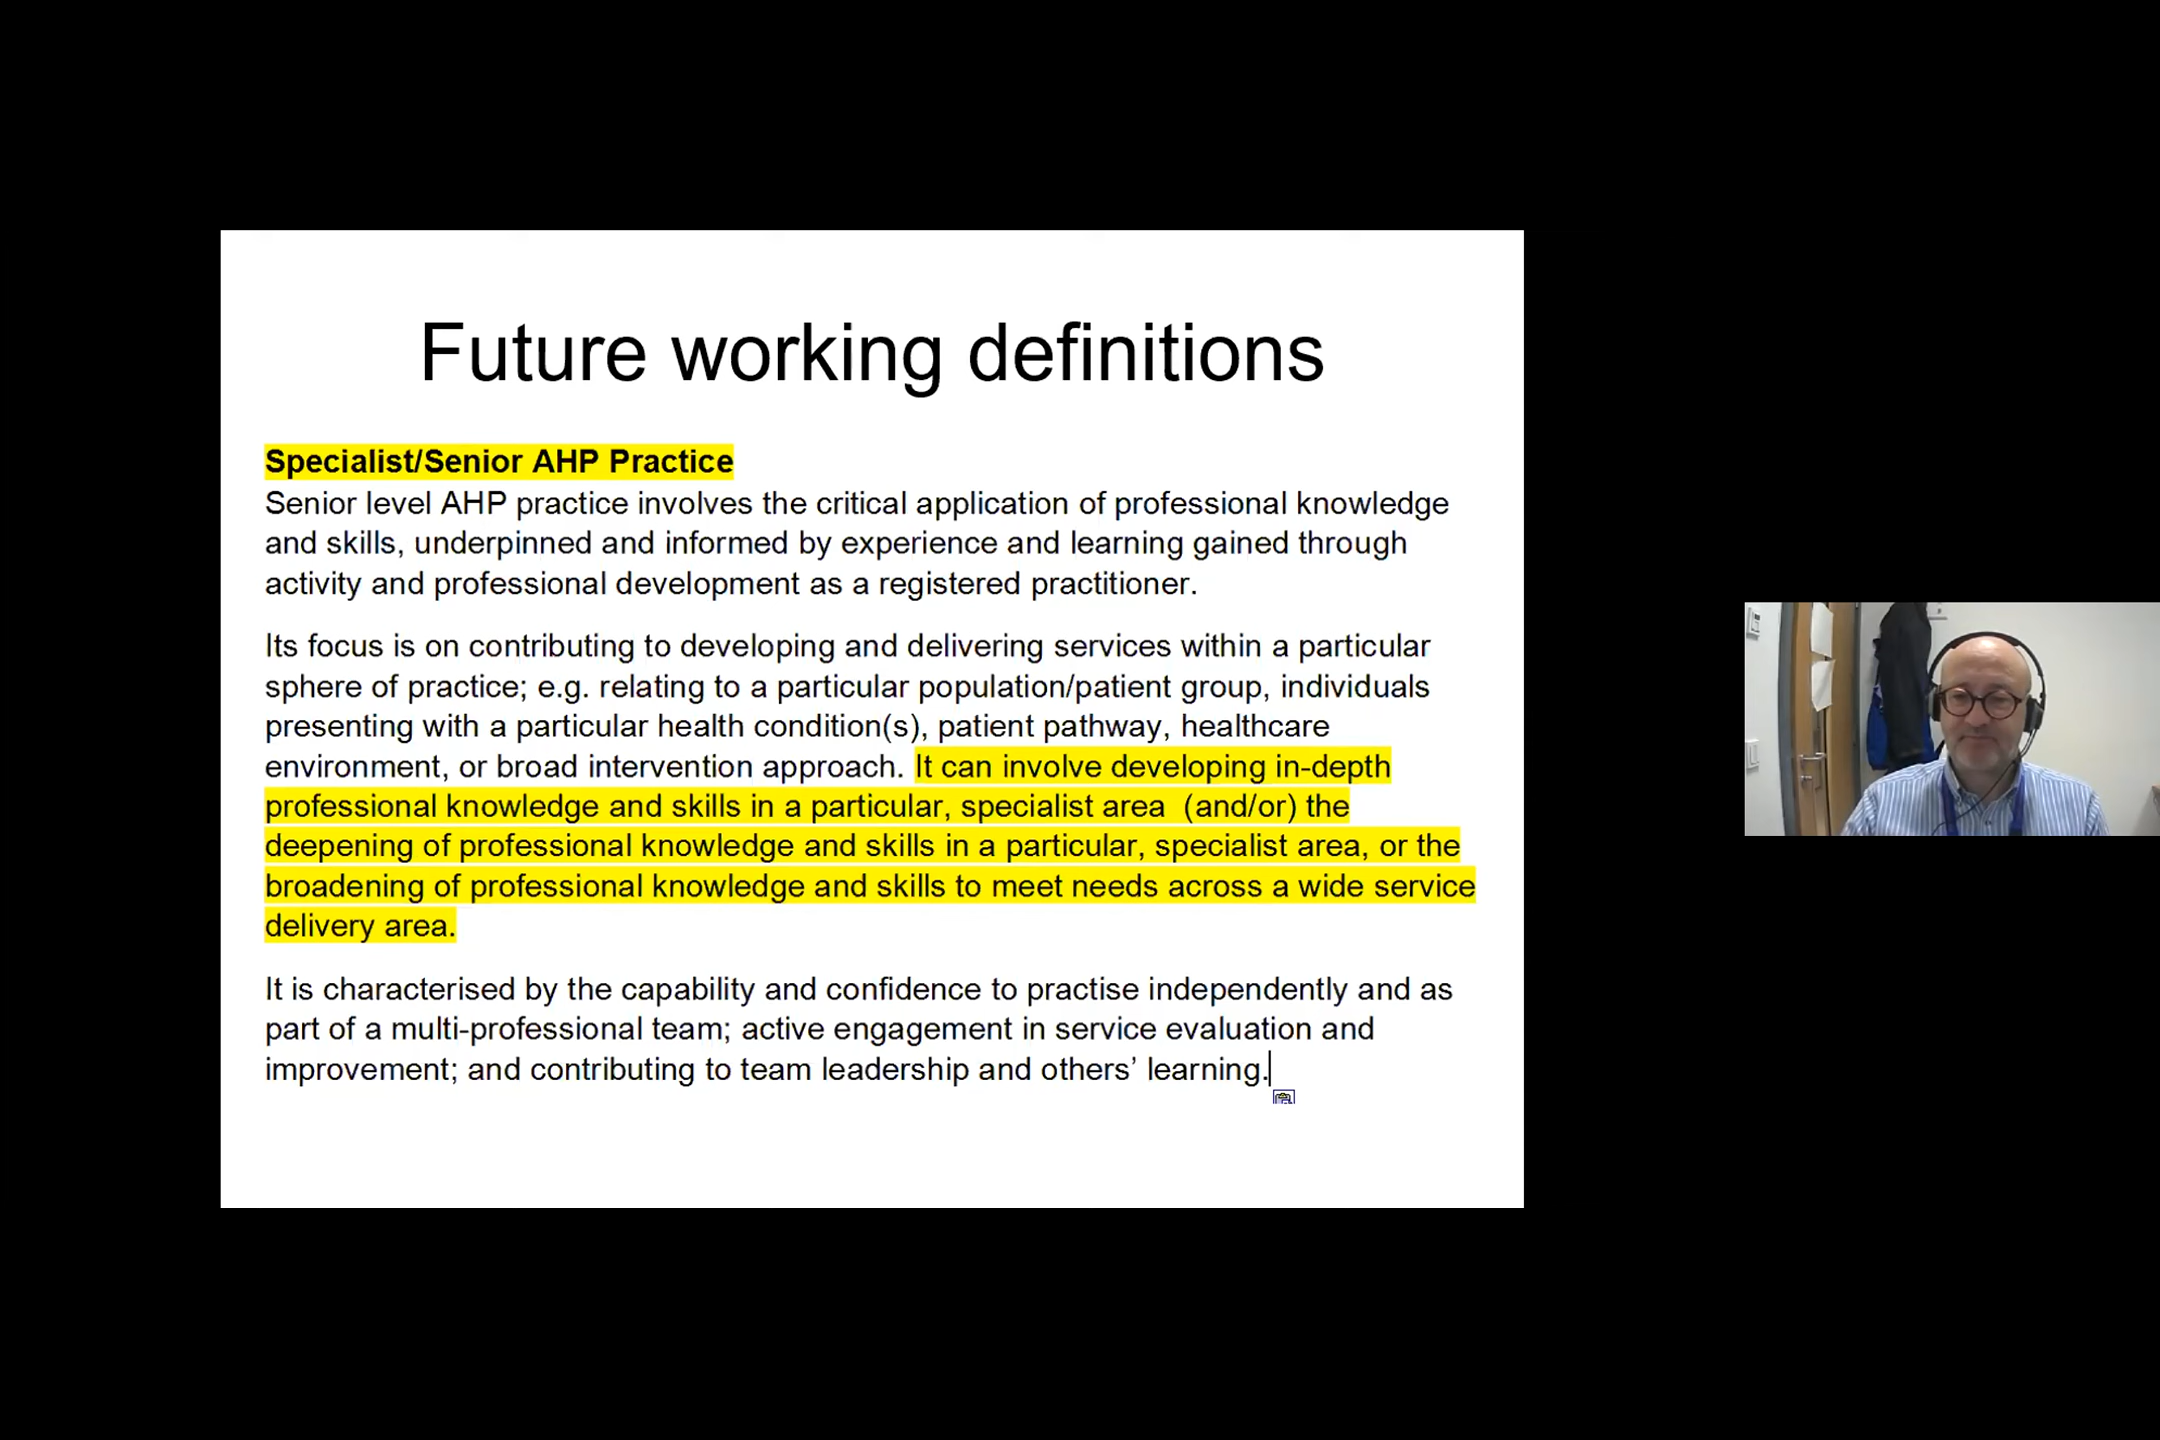 Future working definitions
Specialist/Senior AHP Practice
Senior level AHP practice involves the critical application of professional knowledge
and skills, underpinned and informed by experience and learning gained through
activity and professional development as a registered practitioner.
Its focus is on contributing to developing and delivering services within a particular
sphere of practice; e.g. relating to a particular population/patient group, individuals
presenting with a particular health condition(s), patient pathway, healthcare
environment, or broad intervention approach. It can involve developing in-depth
professional knowledge and skills in a particular, specialist area  (and/or) the
deepening of professional knowledge and skills in a particular, specialist area, or the
broadening of professional knowledge and skills to meet needs across a wide service
delivery area.
It is characterised by the capability and confidence to practise independently and as
part of a multi-professional team; active engagement in service evaluation and
improvement; and contributing to team leadership and others’ learning.